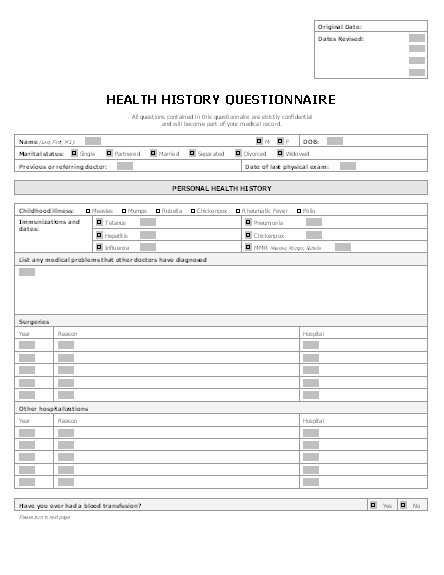 Original Date:
Dates Revised:
HEALTH HISTORY QUESTIONNAIRE
All questions contained in this questionnaire are strictly confidential
and will become part of your medical record.
Name (Last, First, M.I.): M F DOB:
Marital status: Single Partnered Married Separated Divorced Widowed
Previous or referring doctor: Date of last physical exam:
PERSONAL HEALTH HISTORY
Childhood illness: Measles Mumps Rubella Chickenpox Rheumatic Fever Polio
Immunizations and dates: Tetanus Pneumonia
Hepatitis Chickenpox
Influenza MMR Measles, Mumps, Rubella
List any medical problems that other doctors have diagnosed
Surgeries
Year Reason Hospital
Other hospitalizations
Year Reason Hospital
Have you ever had a blood transfusion? Yes No
Please turn to next page